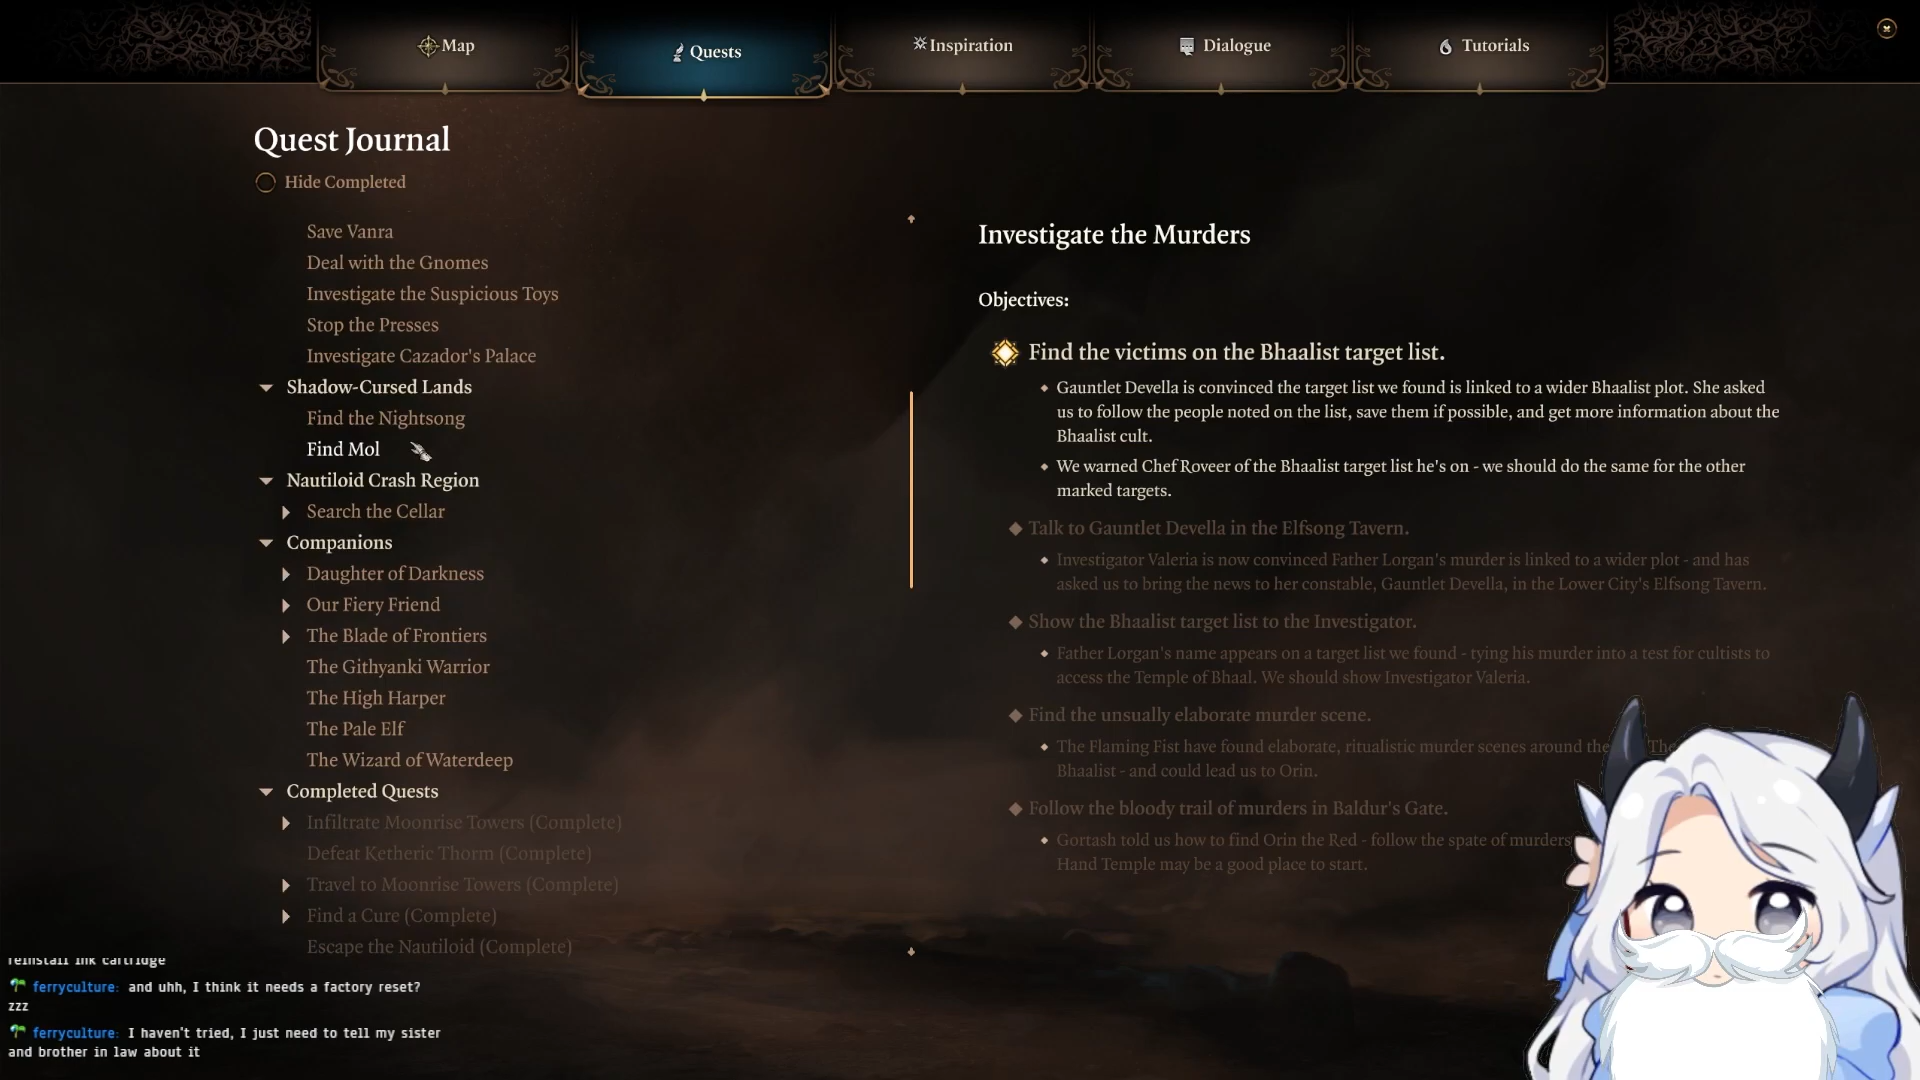 Map
Quests
Inspiration
Dialogue
Tutorials
Quest Journal
Hide Completed
Save Vanra
Deal with the Gnomes
Investigate the Suspicious Toys
Stop the Presses
Investigate Cazador's Palace
Shadow-Cursed Lands
Find the Nightsong
Find Mol
Nautiloid Crash Region
Search the Cellar
Companions
Daughter of Darkness
Our Fiery Friend
The Blade of Frontiers
The Githyanki Warrior
The High Harper
The Pale Elf
The Wizard of Waterdeep
Completed Quests
Infiltrate Moonrise Towers (Complete)
Defeat Ketheric Thorm (Complete)
Travel to Moonrise Towers (Complete)
Find a Cure (Complete)
Escape the Nautiloid (Complete)
Investigate the Murders
Objectives:
Find the victims on the Bhaalist target list.
Gauntlet Devella is convinced the target list we found is linked to a wider Bhaalist plot. She asked
us to follow the people noted on the list, save them if possible, and get more information about the
Bhaalist cult.
We warned Chef Roveer of the Bhaalist target list he's on - we should do the same for the other
marked targets.
Talk to Gauntlet Devella in the Elfsong Tavern.
Investigator Valeria is now convinced Father Lorgan's murder is linked to a wider plot - and has
asked us to bring the news to her constable, Gauntlet Devella, in the Lower City's Elfsong Tavern.
Show the Bhaalist target list to the Investigator.
Father Lorgan's name appears on a target list we found - tying his murder into a test for cultists to
access the Temple of Bhaal. We should show Investigator Valeria.
Find the unsually elaborate murder scene.
The Flaming Fist have found elaborate, ritualistic murder scenes around the The
Bhaalist - and could lead us to Orin.
Follow the bloody trail of murders in Baldur's Gate.
Gortash told us how to find Orin the Red - follow the spate of murders
Hand Temple may be a good place to start.
reinstall ink cartridge
ferryculture: and uhh, I think it needs a factory reset?
zzz
ferryculture: I haven't tried, I just need to tell my sister
and brother in law about it